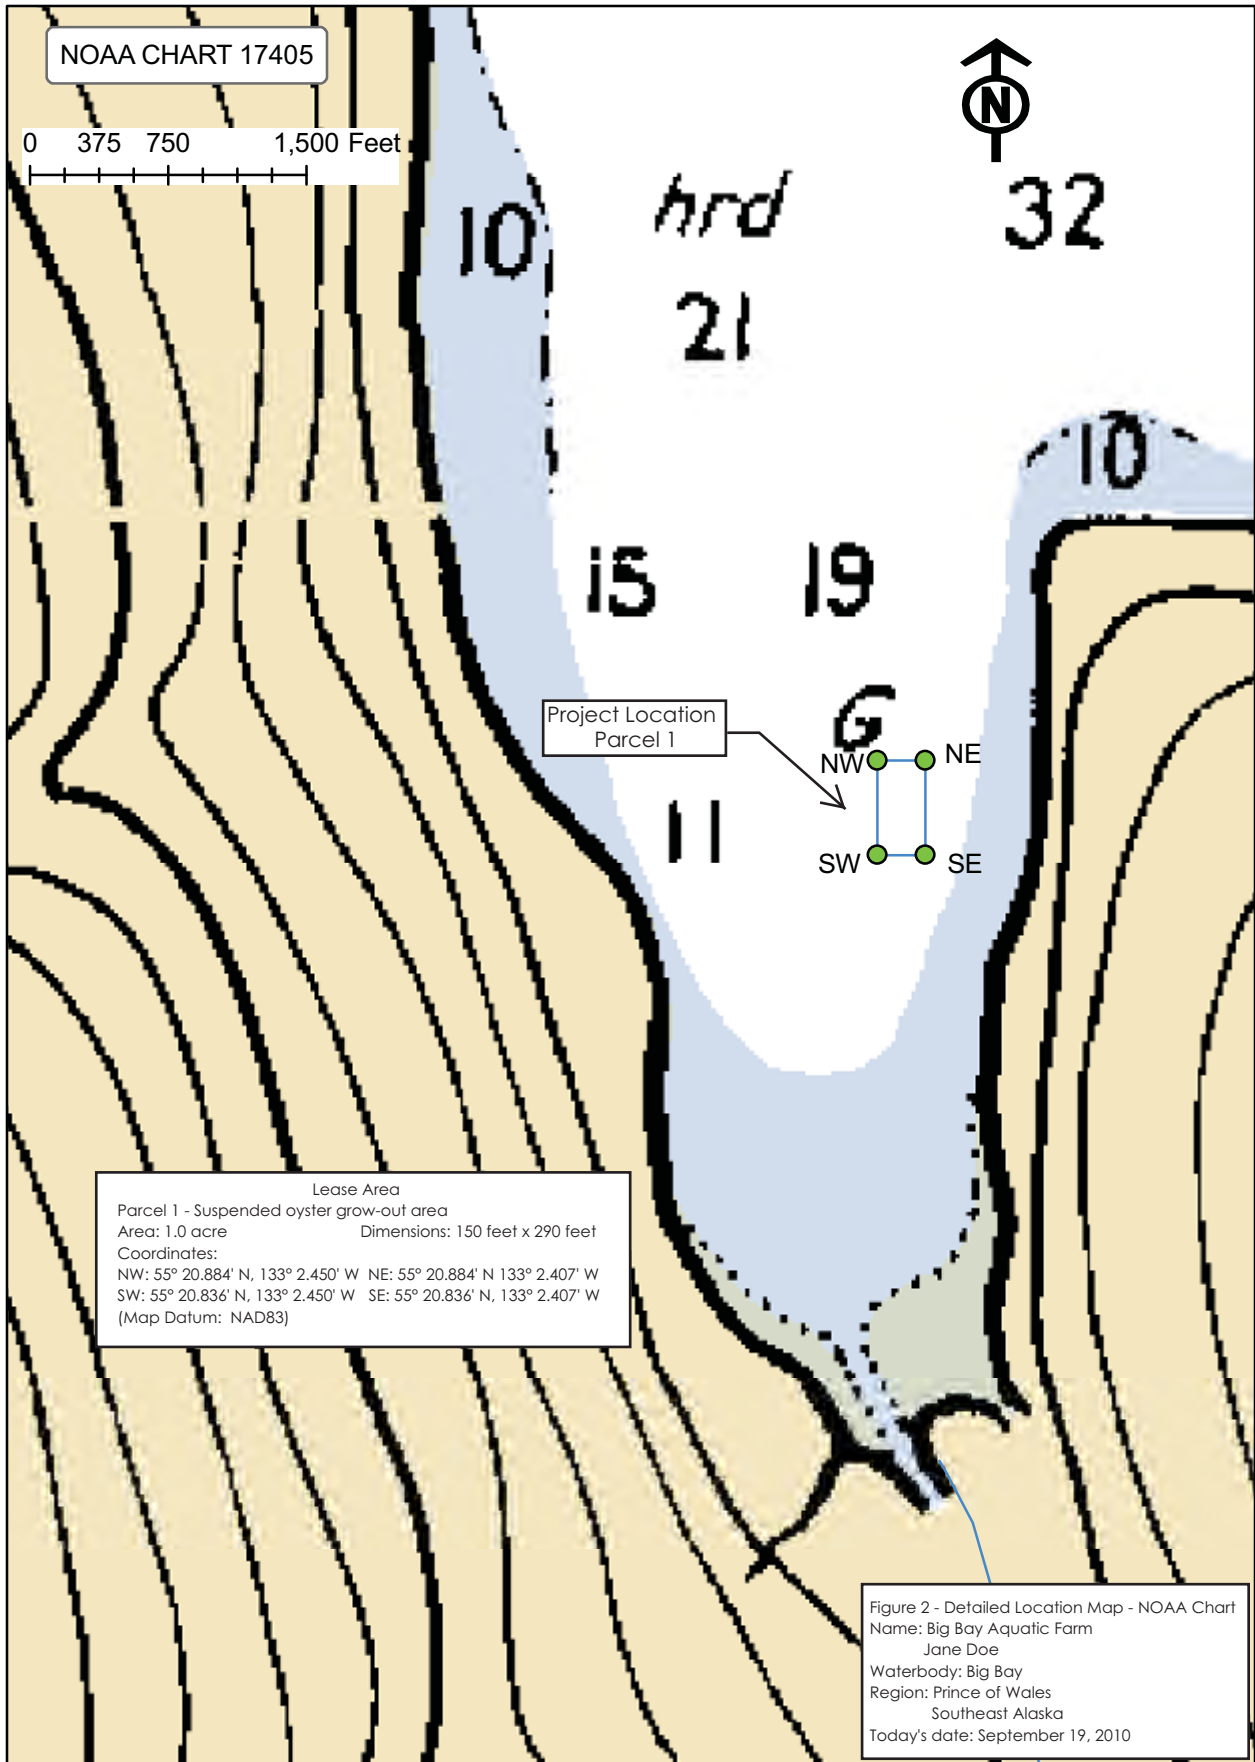 NOAA CHART 17405
N
0 375 750 1,500 Feet
hrd
32
10
21
10
15 19
G
Project Location
Parcel 1
NW NE
11
SW SE
Lease Area
Parcel 1 - Suspended oyster grow-out area
Area: 1.0 acre Dimensions: 150 feet x 290 feet
Coordinates:
NW: 55° 20.884' N, 133° 2.450' W NE: 55° 20.884' N 133° 2.407' W
SW: 55° 20.836' N, 133° 2.450' W SE: 55° 20.836' N, 133° 2.407' W
(Map Datum: NAD83)
Figure 2 - Detailed Location Map - NOAA Chart
Name: Big Bay Aquatic Farm
Jane Doe
Waterbody: Big Bay
Region: Prince of Wales
Southeast Alaska
Today's date: September 19, 2010